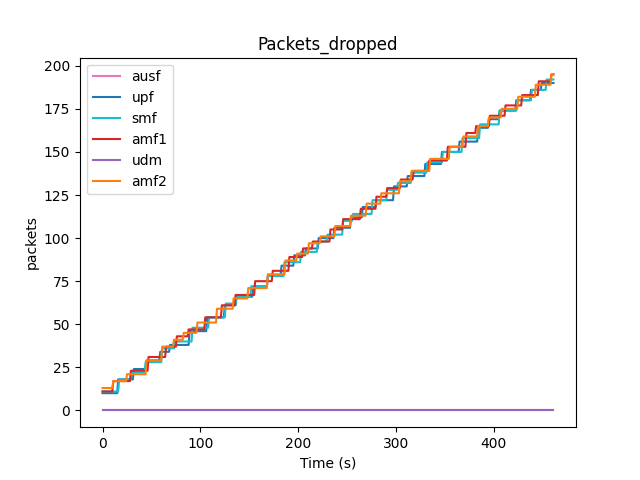 Packets_dropped
packets
200
175
150
125
100
75
50
25
0
ausf
upf
smf
amf1
udm
amf2
0 100 200 300 400
Time (s)